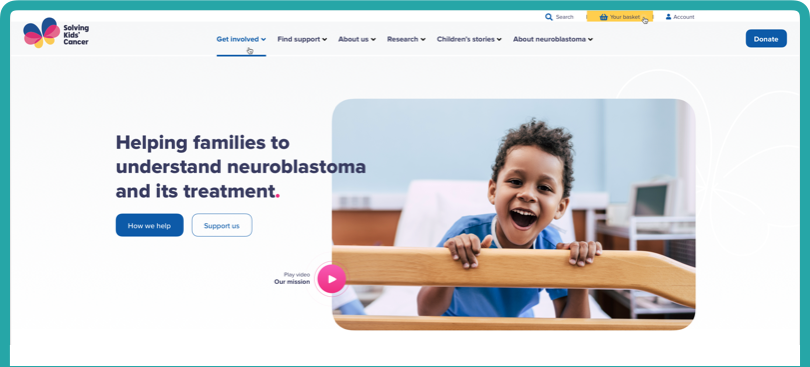 Search
Your basket
Account
Solving
Kids'
Cancer
Get involved
Find support
About us
Research
Children's stories
About neuroblastoma
Donate
Helping families to
understand neuroblastoma
and its treatment.
How we help
Support us
Play video
Our mission